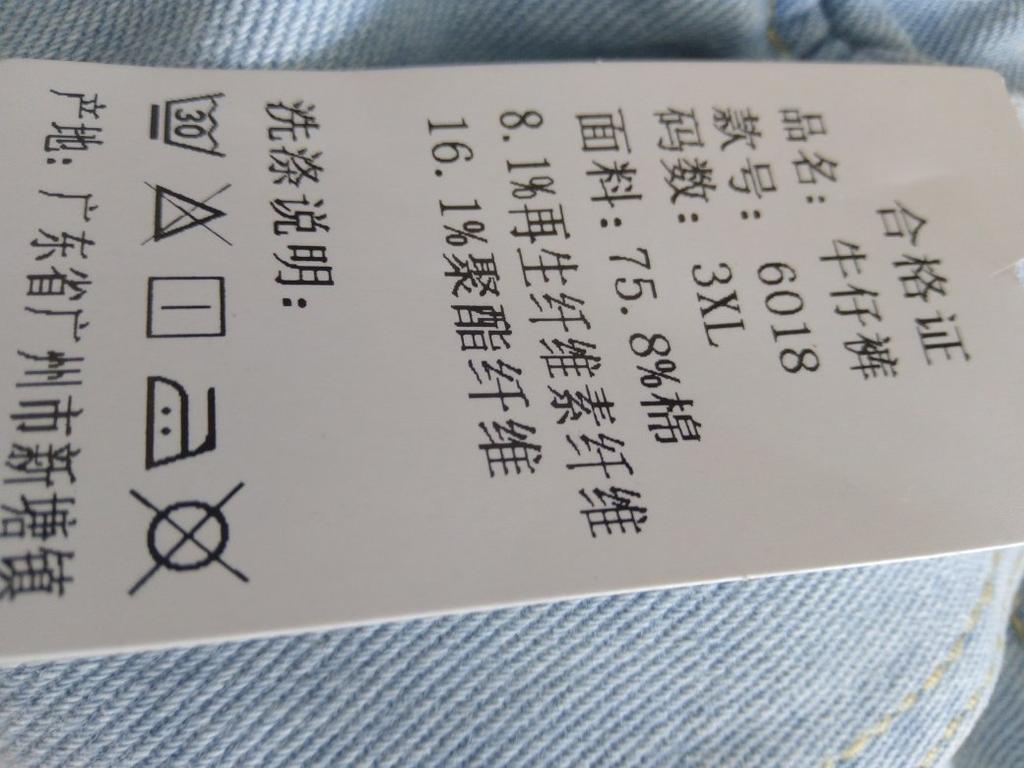 合格证
品名: 牛仔裤
款号: 6018
码数: 3XL
面料: 75.8%棉
8.1%再生纤维素纤维
16.1%聚酯纤维
洗涤说明:
30
产地: 广东省广州市新塘镇